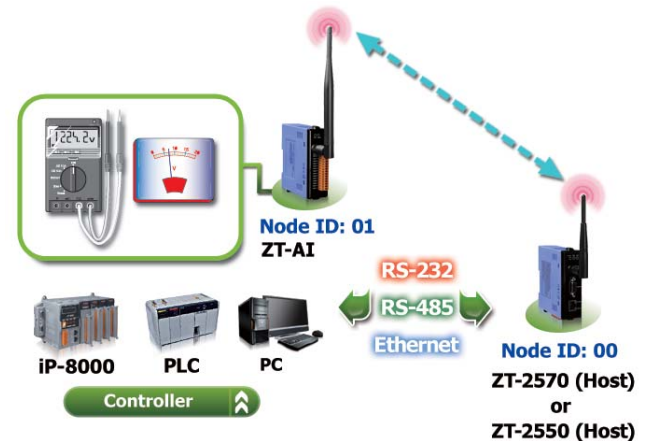 1224.2v
V
Node ID: 01
ZT-AI
RS-232
RS-485
Ethernet
iP-8000
PLC
PC
Controller
Node ID: 00
ZT-2570 (Host)
or
ZT-2550 (Host)